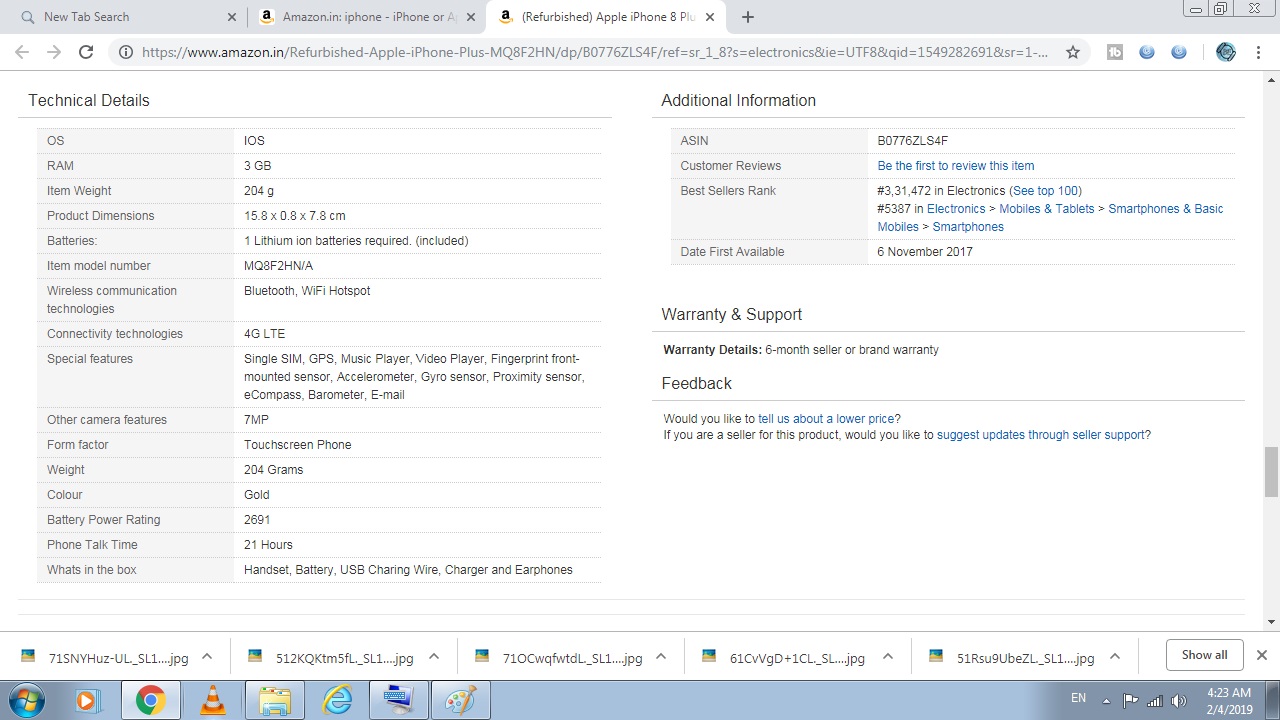 New Tab Search
Amazon.in: iphone - iPhone or A
(Refurbished) Apple iPhone 8 Plu
https://www.amazon.in/Refurbished-Apple-iPhone-Plus-MQ8F2HN/dp/B0776ZLS4F/ref=sr_1_8?s=electronics&ie=UTF8&qid=1549282691&sr=1-...
Technical Details
OS IOS
RAM 3 GB
Item Weight 204 g
Product Dimensions 15.8 x 0.8 x 7.8 cm
Batteries: 1 Lithium ion batteries required. (included)
Item model number MQ8F2HN/A
Wireless communication Bluetooth, WiFi Hotspot
technologies
Connectivity technologies 4G LTE
Special features Single SIM, GPS, Music Player, Video Player, Fingerprint front-
mounted sensor, Accelerometer, Gyro sensor, Proximity sensor,
eCompass, Barometer, E-mail
Other camera features 7MP
Form factor Touchscreen Phone
Weight 204 Grams
Colour Gold
Battery Power Rating 2691
Phone Talk Time 21 Hours
Whats in the box Handset, Battery, USB Charing Wire, Charger and Earphones
Additional Information
ASIN B0776ZLS4F
Customer Reviews Be the first to review this item
Best Sellers Rank #3,31,472 in Electronics (See top 100)
#5387 in Electronics > Mobiles & Tablets > Smartphones & Basic
Mobiles > Smartphones
Date First Available 6 November 2017
Warranty & Support
Warranty Details: 6-month seller or brand warranty
Feedback
Would you like to tell us about a lower price?
If you are a seller for this product, would you like to suggest updates through seller support?
71SNYHuz-UL_SL1....jpg
512KQKtm5fL_SL1....jpg
71OCwqfwtdL_SL1....jpg
61CvVgD+1CL_SL....jpg
51Rsu9UbeZL_SL1....jpg
Show all
EN
4:23 AM
2/4/2019